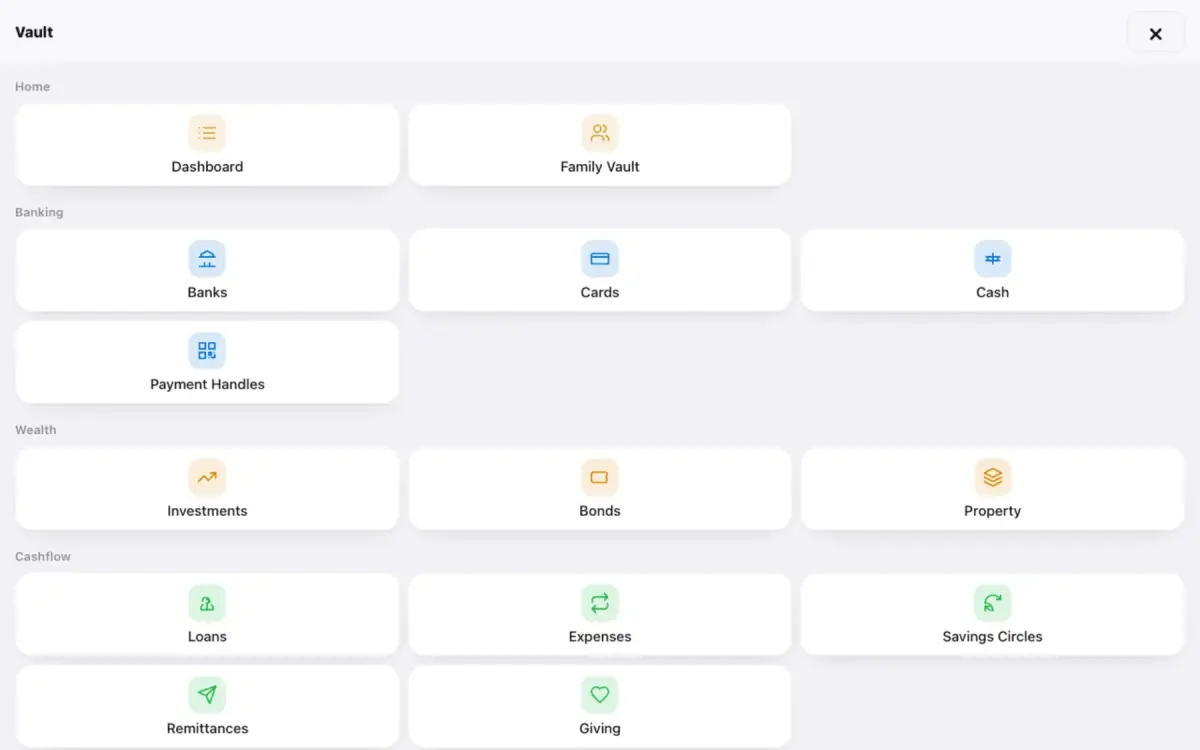 Vault
Home
Dashboard
Family Vault
Banking
Banks
Cards
Cash
Payment Handles
Wealth
Investments
Bonds
Property
Cashflow
Loans
Expenses
Savings Circles
Remittances
Giving